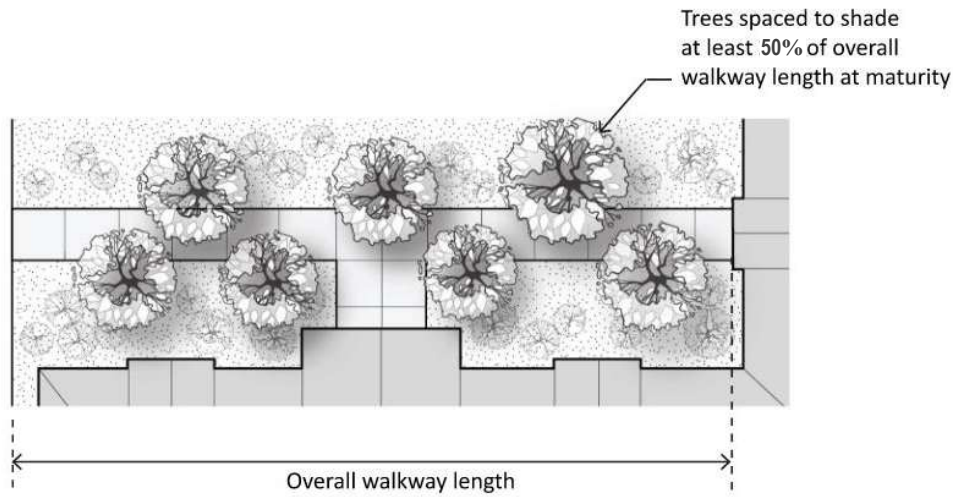 Trees spaced to shade
at least 50% of overall
walkway length at maturity
Overall walkway length